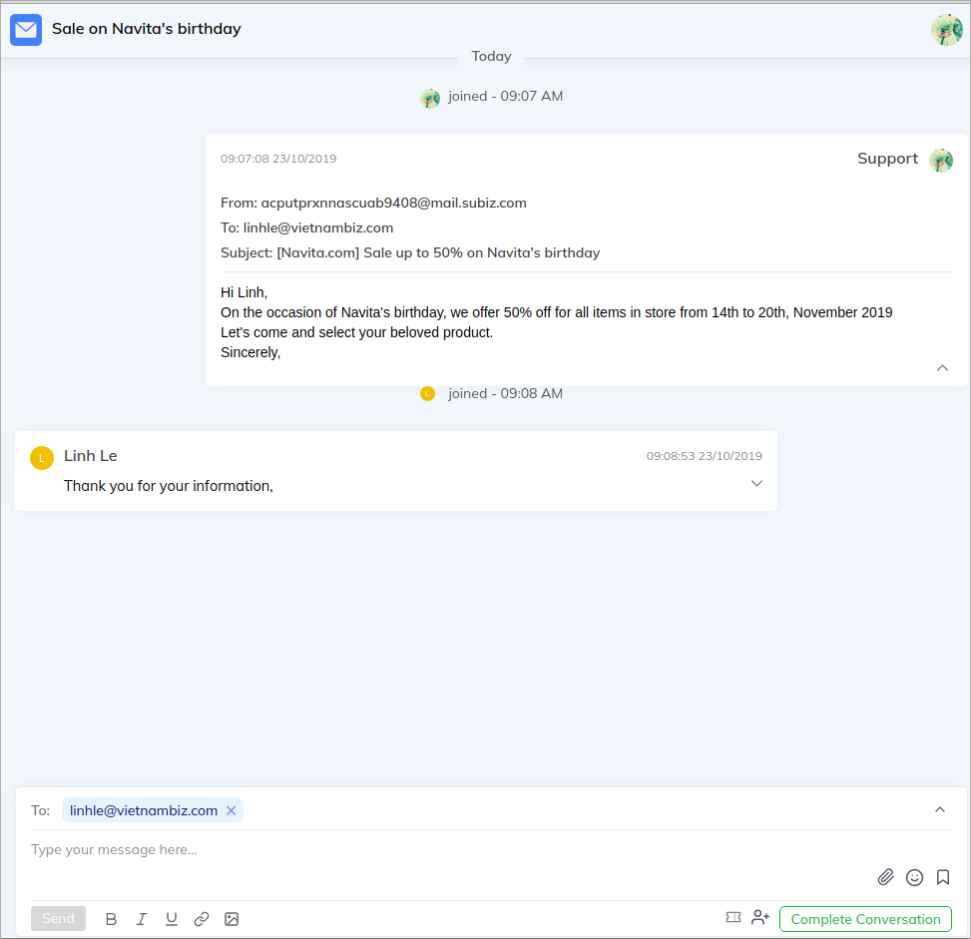 Sale on Navita's birthday
Today
joined - 09:07 AM
09:07:08 23/10/2019
Support
From: acputprxnnascuab9408@mail.subiz.com
To: linhle@vietnambiz.com
Subject: [Navita.com] Sale up to 50% on Navita's birthday
Hi Linh,
On the occasion of Navita's birthday, we offer 50% off for all items in store from 14th to 20th, November 2019
Let's come and select your beloved product.
Sincerely,
L joined - 09:08 AM
L Linh Le 09:08:53 23/10/2019
Thank you for your information,
To: linhle@vietnambiz.com
Type your message here...
Send B I U Complete Conversation